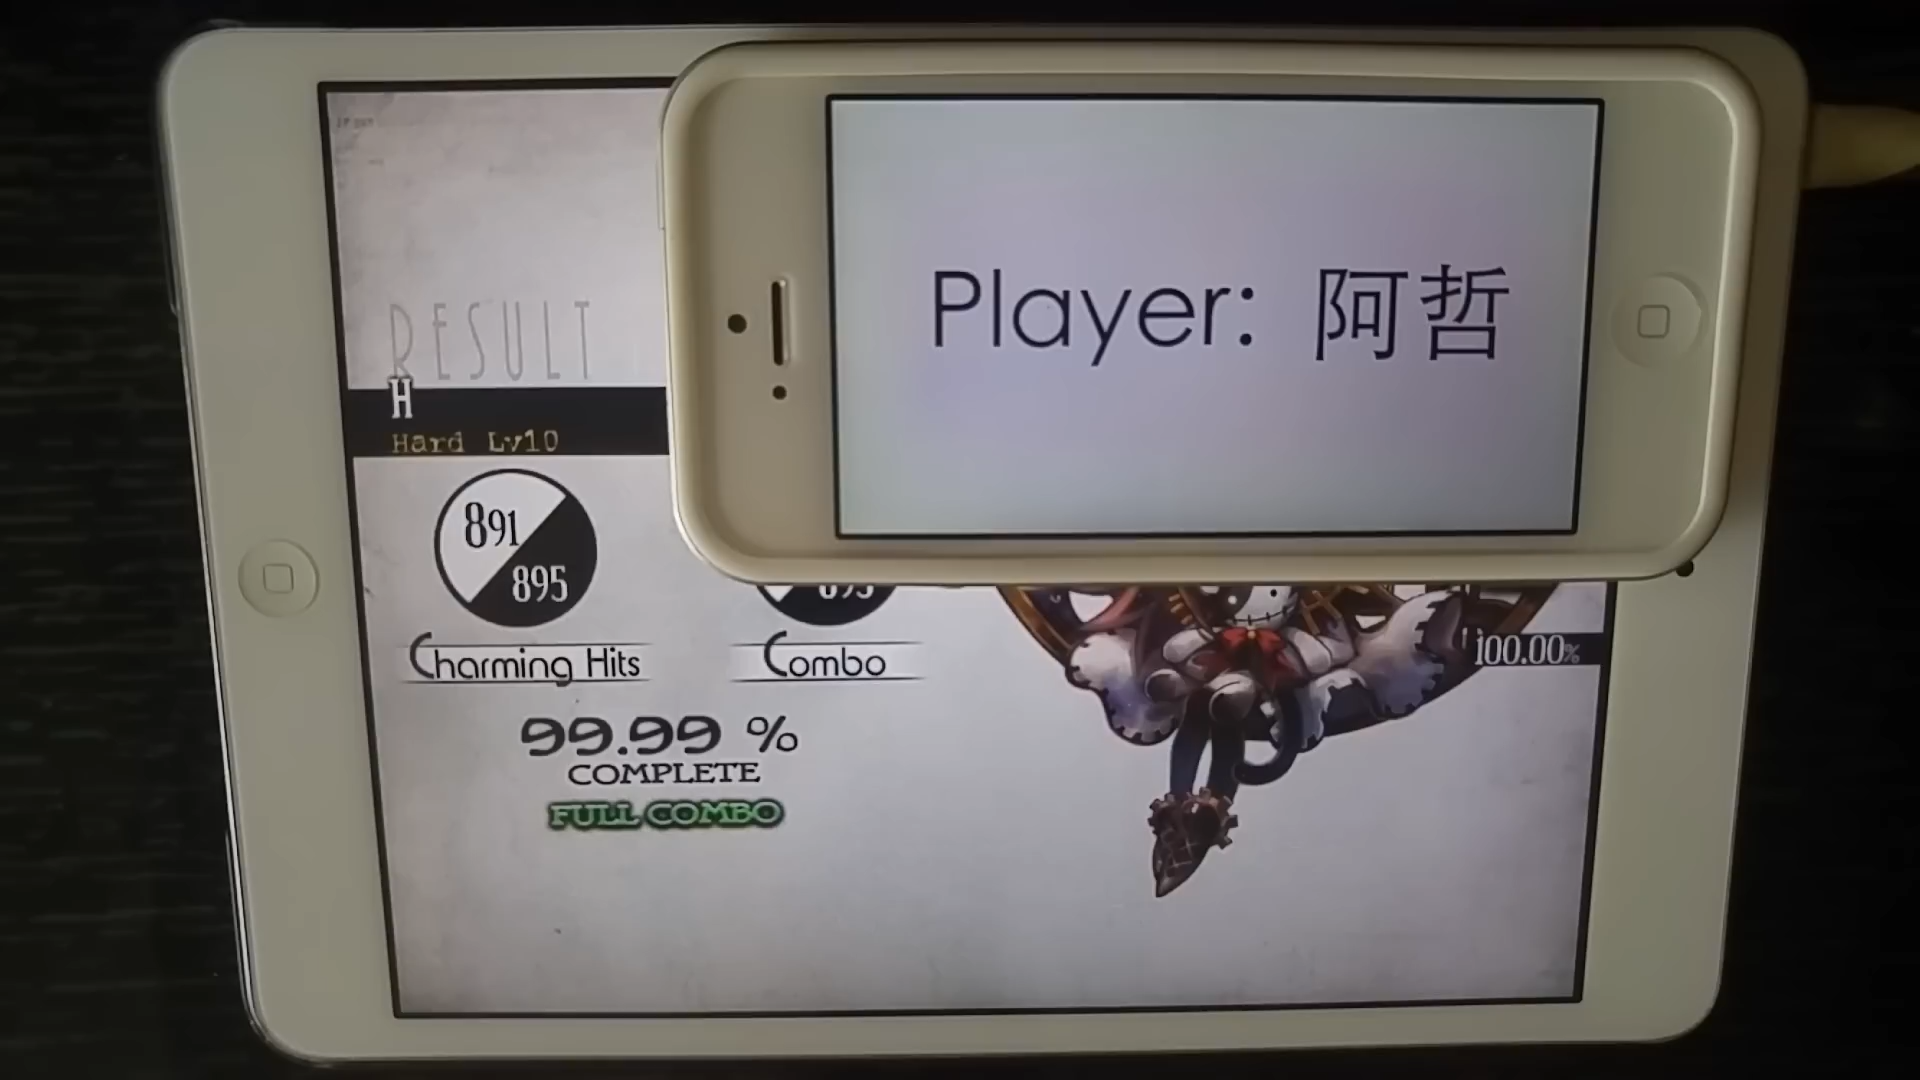 Player: 阿哲
RESULT
H
Hard Lv10
891
895
Charming Hits
Combo
100.00%
99.99 %
COMPLETE
FULL COMBO